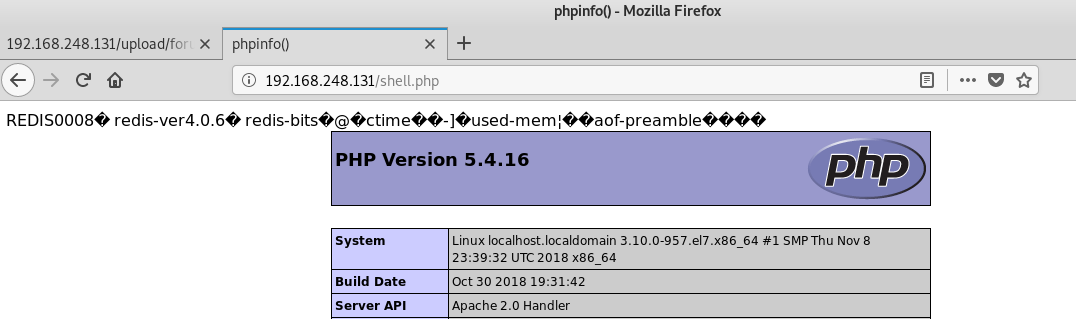 phpinfo() - Mozilla Firefox
192.168.248.131/upload/foru
phpinfo()
192.168.248.131/shell.php
REDIS0008� redis-ver4.0.6� redis-bits�@�ctime��-]�used-mem¦��aof-preamble����
PHP Version 5.4.16
php
System
Linux localhost.localdomain 3.10.0-957.el7.x86_64 #1 SMP Thu Nov 8
23:39:32 UTC 2018 x86_64
Build Date
Oct 30 2018 19:31:42
Server API
Apache 2.0 Handler